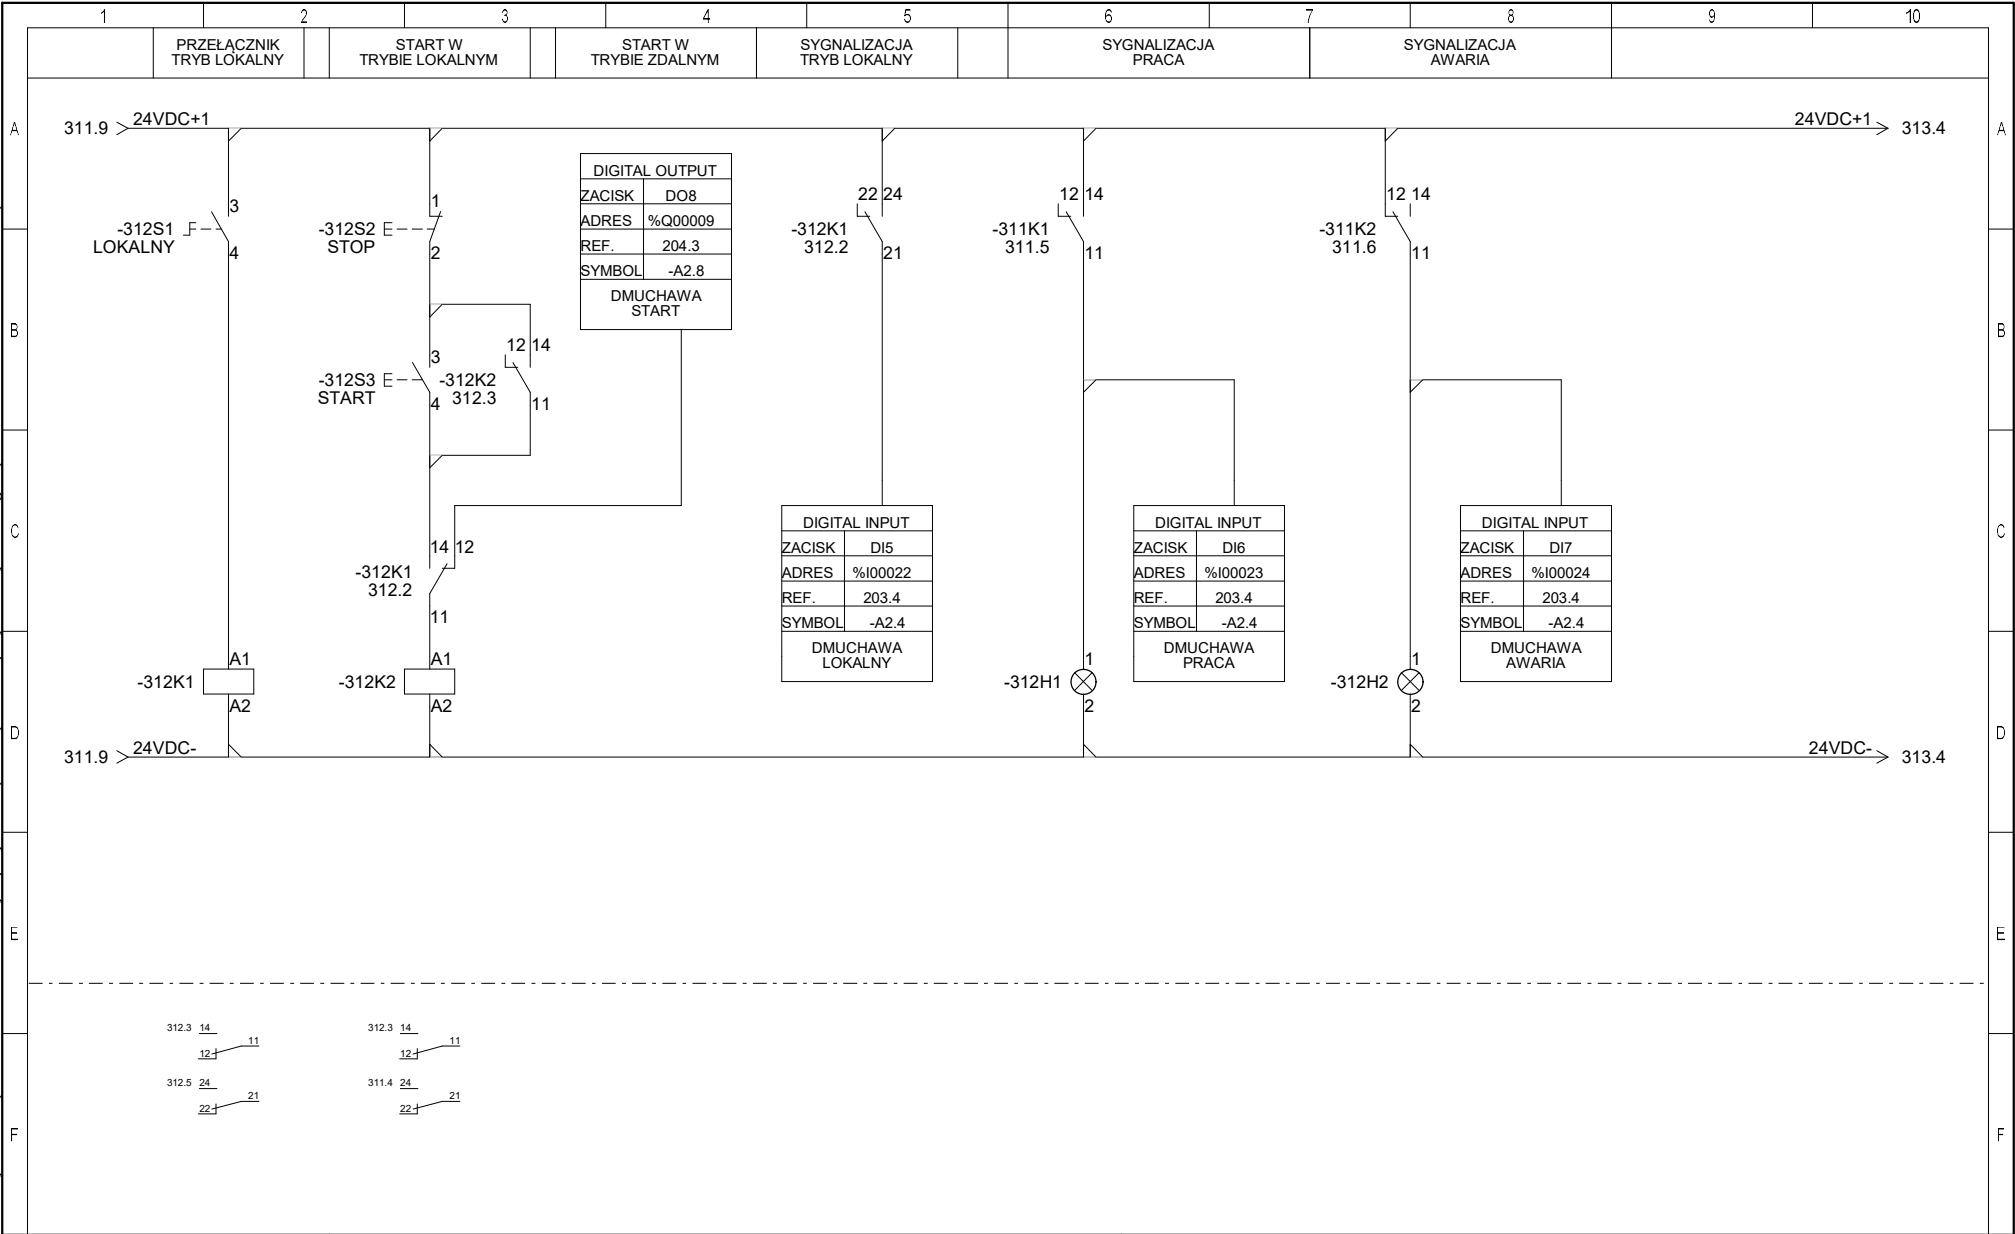 1 2 3 4 5 6 7 8 9 10
PRZEŁĄCZNIK
TRYB LOKALNY
START W
TRYBIE LOKALNYM
START W
TRYBIE ZDALNYM
SYGNALIZACJA
TRYB LOKALNY
SYGNALIZACJA
PRACA
SYGNALIZACJA
AWARIA
A
311.9 24VDC+1
24VDC+1 313.4
A
3
-312S1
LOKALNY
4
1
-312S2
STOP
2
DIGITAL OUTPUT
ZACISK DO8
ADRES %Q00009
REF. 204.3
SYMBOL -A2.8
DMUCHAWA
START
22 24
-312K1
312.2
21
12 14
-311K1
311.5
11
12 14
-311K2
311.6
11
B
B
3
-312S3
START
4
12 14
-312K2
312.3
11
C
C
14 12
-312K1
312.2
11
DIGITAL INPUT
ZACISK DI5
ADRES %I00022
REF. 203.4
SYMBOL -A2.4
DMUCHAWA
LOKALNY
DIGITAL INPUT
ZACISK DI6
ADRES %I00023
REF. 203.4
SYMBOL -A2.4
DMUCHAWA
PRACA
DIGITAL INPUT
ZACISK DI7
ADRES %I00024
REF. 203.4
SYMBOL -A2.4
DMUCHAWA
AWARIA
A1
-312K1
A2
A1
-312K2
A2
1
-312H1
2
1
-312H2
2
D
311.9 24VDC-
24VDC- 313.4
D
E
E
312.3 14
11
12
312.5 24
21
22
312.3 14
11
12
311.4 24
21
22
F
F